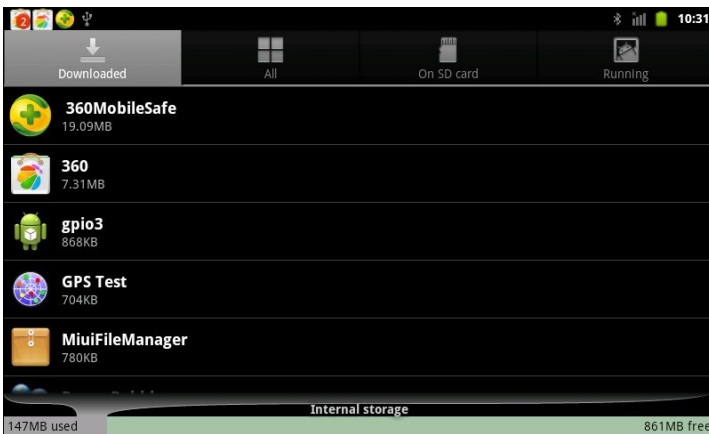 2
10:31
Downloaded
All
On SD card
Running
360MobileSafe
19.09MB
360
7.31MB
gpio3
868KB
GPS Test
704KB
MiuiFileManager
780KB
Internal storage
147MB used
861MB free